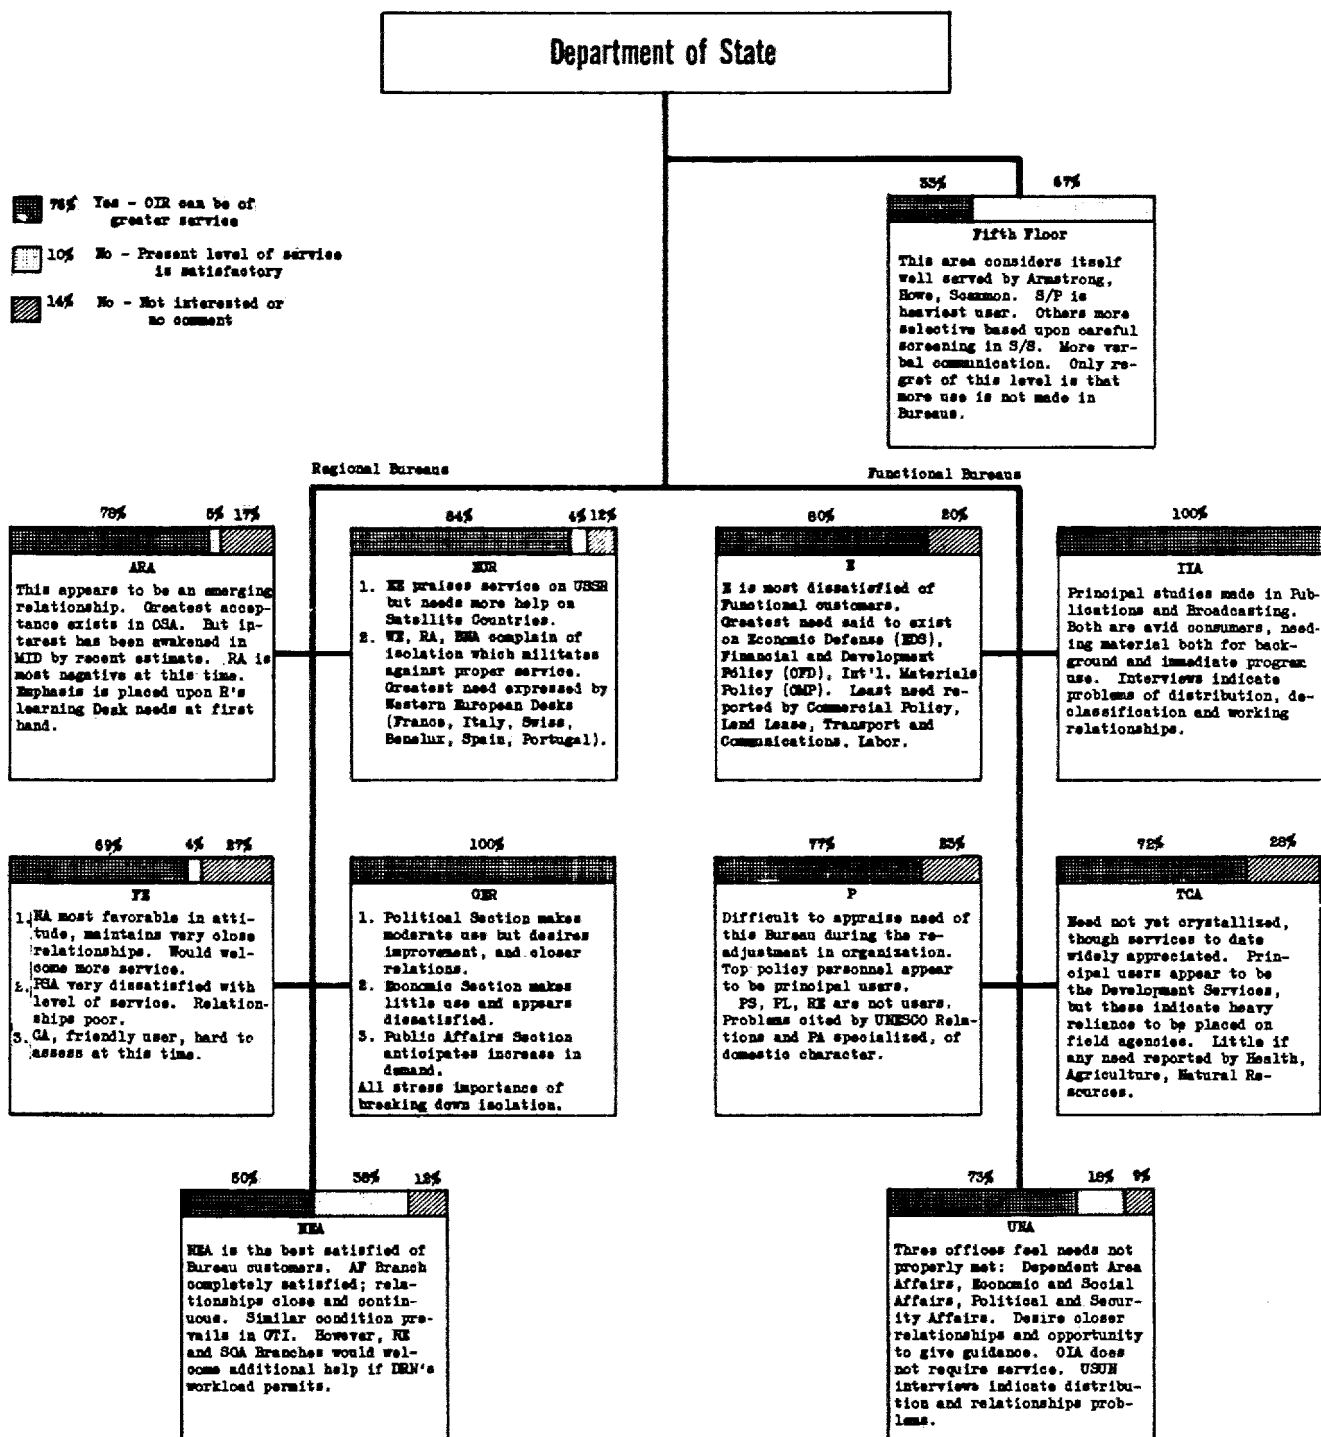 Department of State
76% Yes - OIR can be of
greater service
10% No - Present level of service
is satisfactory
14% No - Not interested or
no comment
33% 67%
Fifth Floor
This area considers itself
well served by Armstrong,
Howe, Scammon. S/P is
heaviest user. Others more
selective based upon careful
screening in S/S. More ver-
bal communication. Only re-
gret of this level is that
more use is not made in
Bureaus.
Regional Bureaus
Functional Bureaus
78% 5% 17%
ARA
This appears to be an emerging
relationship. Greatest accep-
tance exists in OSA. But in-
terest has been awakened in
MID by recent estimate. RA is
most negative at this time.
Emphasis is placed upon R's
learning Desk needs at first
hand.
84% 4% 12%
EUR
1. EE praises service on USSR
but needs more help on
Satellite Countries.
2. WE, RA, BNA complain of
isolation which militates
against proper service.
Greatest need expressed by
Western European Desks
(France, Italy, Swiss,
Benelux, Spain, Portugal).
80% 20%
E
E is most dissatisfied of
Functional customers.
Greatest need said to exist
on Economic Defense (EDS),
Financial and Development
Policy (OFD), Int'l. Materials
Policy (OMP). Least need re-
ported by Commercial Policy,
Lend Lease, Transport and
Communications, Labor.
100%
IIA
Principal studies made in Pub-
lications and Broadcasting.
Both are avid consumers, need-
ing material both for back-
ground and immediate program
use. Interviews indicate
problems of distribution, de-
classification and working
relationships.
69% 4% 27%
FE
1. NA most favorable in atti-
tude, maintains very close
relationships. Would wel-
come more service.
2. PSA very dissatisfied with
level of service. Relation-
ships poor.
3. CA, friendly user, hard to
assess at this time.
100%
GER
1. Political Section makes
moderate use but desires
improvement, and closer
relations.
2. Economic Section makes
little use and appears
dissatisfied.
3. Public Affairs Section
anticipates increase in
demand.
All stress importance of
breaking down isolation.
77% 23%
P
Difficult to appraise need of
this Bureau during the re-
adjustment in organization.
Top policy personnel appear
to be principal users.
PS, PL, RE are not users.
Problems cited by UNESCO Rela-
tions and PA specialized, of
domestic character.
72% 28%
TCA
Need not yet crystallized,
though services to date
widely appreciated. Prin-
cipal users appear to be
the Development Services,
but these indicate heavy
reliance to be placed on
field agencies. Little if
any need reported by Health,
Agriculture, Natural Re-
sources.
50% 38% 12%
NEA
NEA is the best satisfied of
Bureau customers. AF Branch
completely satisfied; rela-
tionships close and contin-
uous. Similar condition pre-
vails in GTI. However, NE
and SOA Branches would wel-
come additional help if DRN's
workload permits.
73% 18% 9%
UNA
Three offices feel needs not
properly met: Dependent Area
Affairs, Economic and Social
Affairs, Political and Secur-
ity Affairs. Desire closer
relationships and opportunity
to give guidance. OIA does
not require service. USUN
interviews indicate distribu-
tion and relationships prob-
lems.